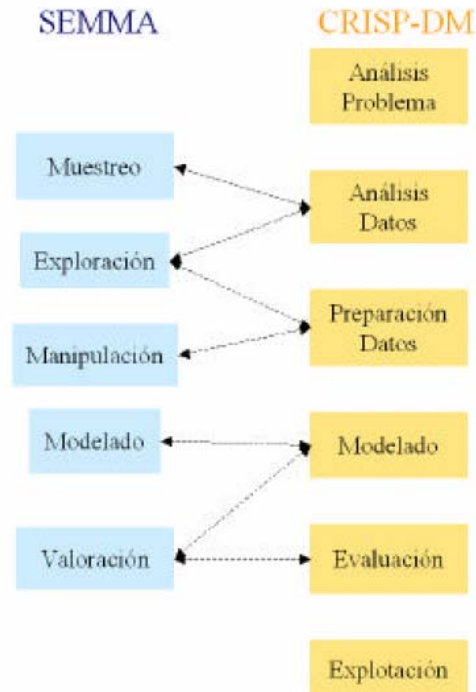 SEMMA
CRISP-DM
Análisis
Problema
Muestreo
Análisis
Datos
Exploración
Preparación
Datos
Manipulación
Modelado
Modelado
Valoración
Evaluación
Explotación